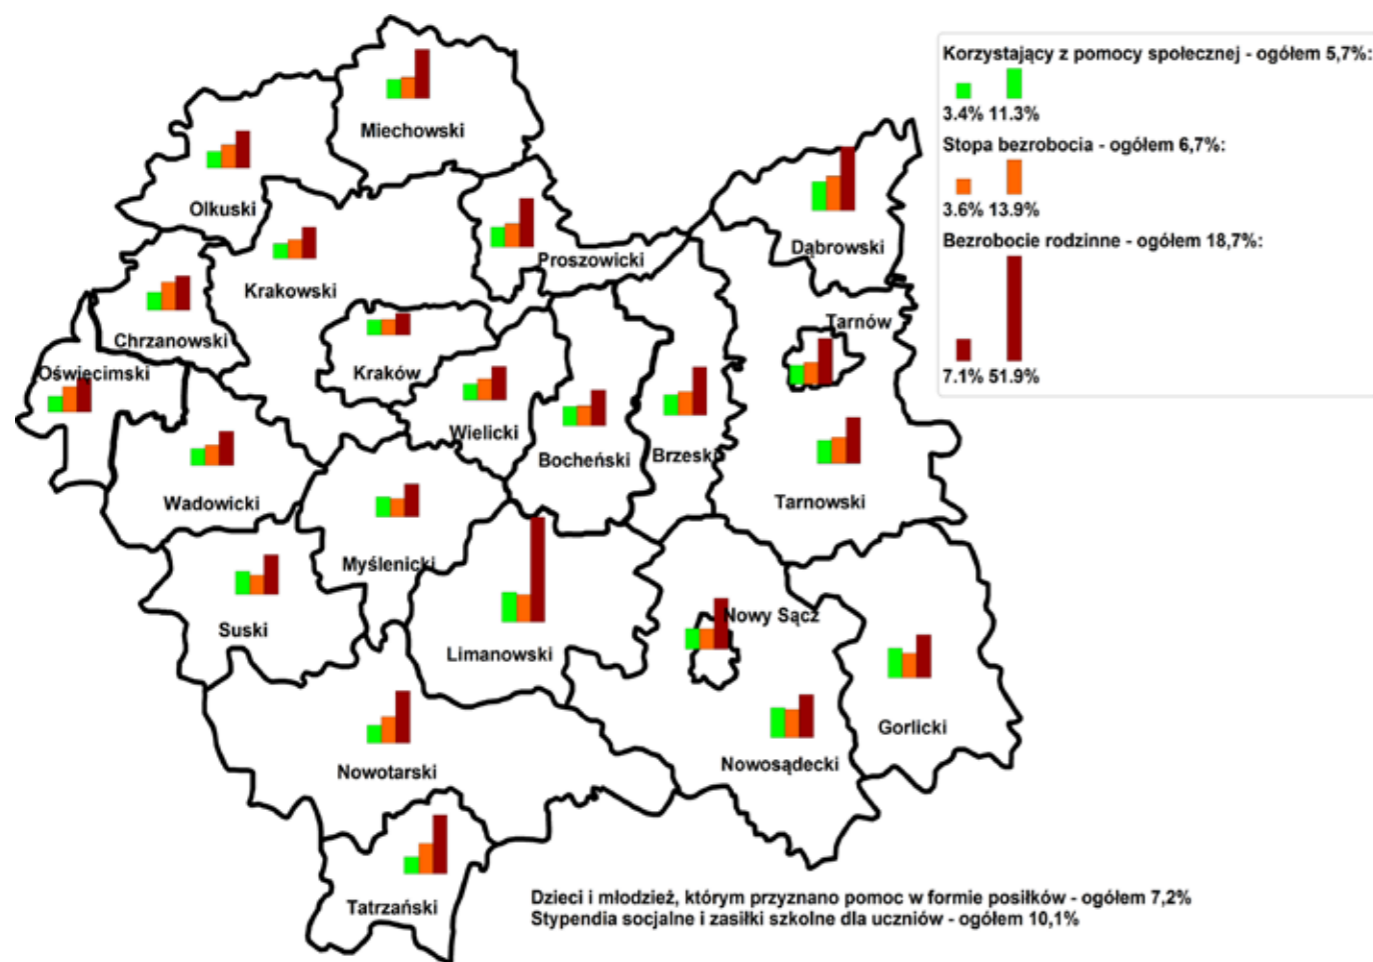 Korzystający z pomocy społecznej - ogółem 5,7%:
3.4% 11.3%
Stopa bezrobocia - ogółem 6,7%:
3.6% 13.9%
Bezrobocie rodzinne - ogółem 18,7%:
7.1% 51.9%
Miechowski
Olkuski
Dąbrowski
Proszowicki
Krakowski
Tarnów
Chrzanowski
Oświęcimski
Kraków
Wielicki
Bocheński
Brzeski
Wadowicki
Tarnowski
Myślenicki
Nowy Sącz
Suski
Limanowski
Gorlicki
Nowosądecki
Nowotarski
Tatrzański
Dzieci i młodzież, którym przyznano pomoc w formie posiłków - ogółem 7,2%
Stypendia socjalne i zasiłki szkolne dla uczniów - ogółem 10,1%